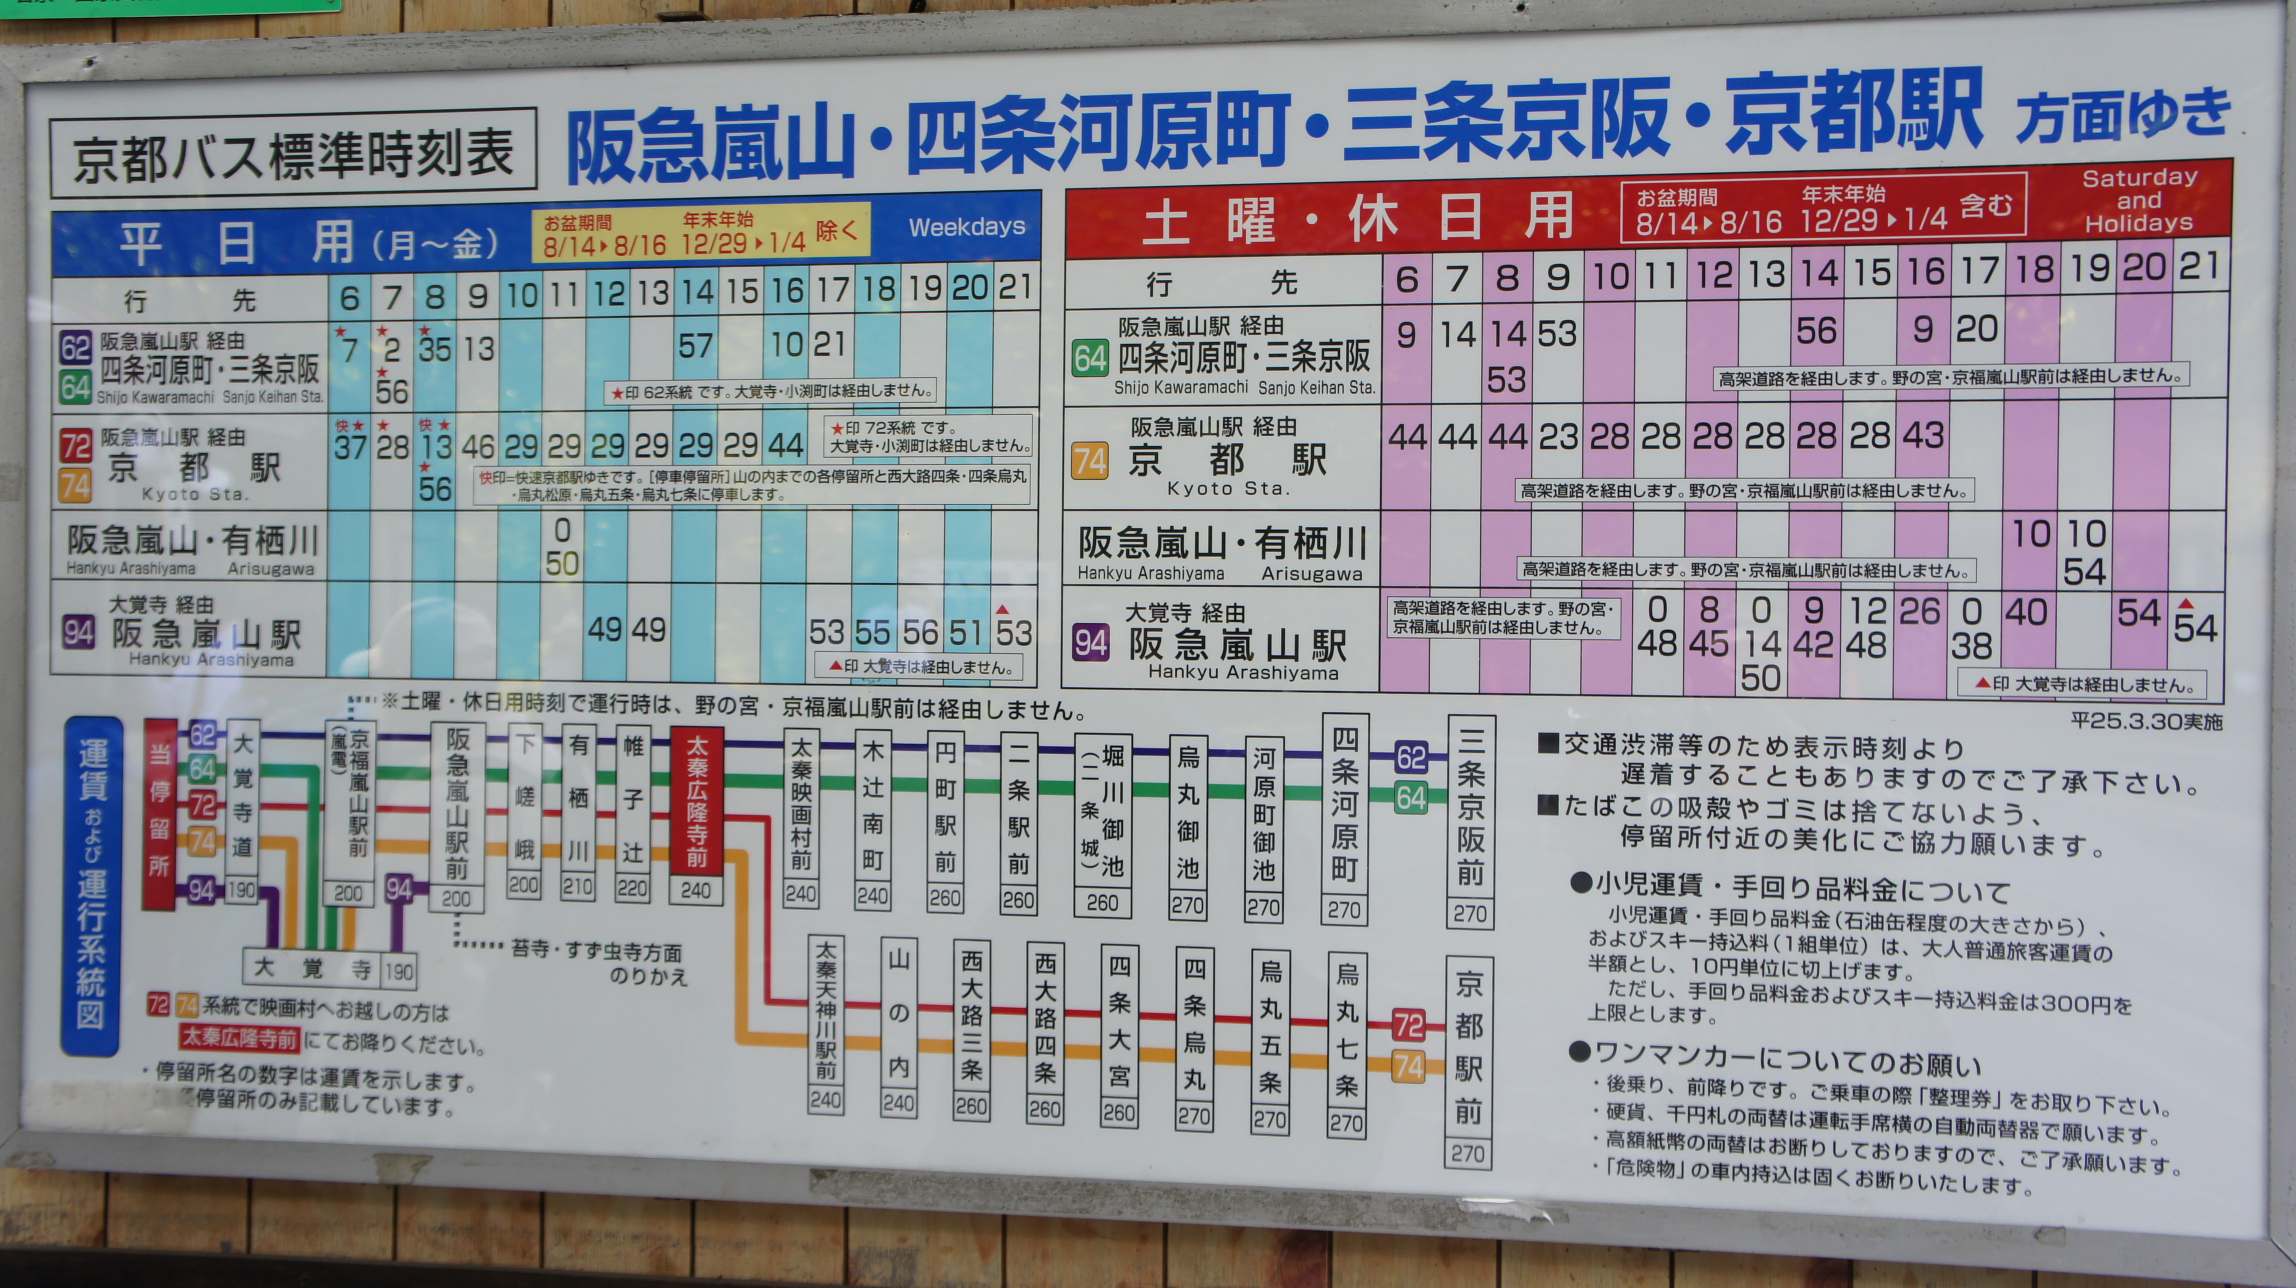 京都バス標準時刻表
阪急嵐山・四条河原町・三条京阪・京都駅 方面ゆき
平日用(月〜金)
お盆期間 年末年始
8/14▶8/16 12/29▶1/4 除く
Weekdays
行先 6 7 8 9 10 11 12 13 14 15 16 17 18 19 20 21
62 64
阪急嵐山駅 経由
四条河原町・三条京阪
Shijo Kawaramachi Sanjo Keihan Sta.
★7 ★2 ★35 13 57 10 21
★56
★印 62系統 です。大覚寺・小渕町は経由しません。
72 74
阪急嵐山駅 経由
京都駅
Kyoto Sta.
快★37 ★28 快★13 46 29 29 29 29 29 29 44
★56
★印 72系統 です。
大覚寺・小渕町は経由しません。
快印=快速京都駅ゆきです。[停車停留所]山の内までの各停留所と西大路四条・四条烏丸
・烏丸松原・烏丸五条・烏丸七条に停車します。
阪急嵐山・有栖川
Hankyu Arashiyama Arisugawa
0
50
94
大覚寺 経由
阪急嵐山駅
Hankyu Arashiyama
49 49 53 55 56 51 ▲53
▲印 大覚寺は経由しません。
土曜・休日用
お盆期間 年末年始
8/14▶8/16 12/29▶1/4 含む
Saturday
and
Holidays
行先 6 7 8 9 10 11 12 13 14 15 16 17 18 19 20 21
64
阪急嵐山駅 経由
四条河原町・三条京阪
Shijo Kawaramachi Sanjo Keihan Sta.
9 14 14 53 56 9 20
53
高架道路を経由します。野の宮・京福嵐山駅前は経由しません。
74
阪急嵐山駅 経由
京都駅
Kyoto Sta.
44 44 44 23 28 28 28 28 28 28 43
高架道路を経由します。野の宮・京福嵐山駅前は経由しません。
阪急嵐山・有栖川
Hankyu Arashiyama Arisugawa
10 10
54
高架道路を経由します。野の宮・京福嵐山駅前は経由しません。
94
大覚寺 経由
阪急嵐山駅
Hankyu Arashiyama
高架道路を経由します。野の宮・
京福嵐山駅前は経由しません。
0 8 0 9 12 26 0 40 54 ▲54
48 45 14 42 48 38
50
▲印 大覚寺は経由しません。
平25.3.30実施
※土曜・休日用時刻で運行時は、野の宮・京福嵐山駅前は経由しません。
運賃および運行系統図
当停留所
62
64
72
74
94
大覚寺道 190
京福嵐山駅前(嵐電) 200
94
阪急嵐山駅前 200
下嵯峨 200
有栖川 210
帷子辻 220
太秦広隆寺前 240
太秦映画村前 240
木辻南町 240
円町駅前 260
二条駅前 260
堀川御池(二条城) 260
烏丸御池 270
河原町御池 270
四条河原町 270
62
64
三条京阪前 270
大覚寺 190
苔寺・すず虫寺方面
のりかえ
太秦天神川駅前 240
山の内 240
西大路三条 260
西大路四条 260
四条大宮 260
四条烏丸 270
烏丸五条 270
烏丸七条 270
72
74
京都駅前 270
72 74 系統で映画村へお越しの方は
太秦広隆寺前 にてお降りください。
・停留所名の数字は運賃を示します。
停留所のみ記載しています。
■交通渋滞等のため表示時刻より
遅着することもありますのでご了承下さい。
■たばこの吸殻やゴミは捨てないよう、
停留所付近の美化にご協力願います。
●小児運賃・手回り品料金について
小児運賃・手回り品料金(石油缶程度の大きさから)、
およびスキー持込料(1組単位)は、大人普通旅客運賃の
半額とし、10円単位に切上げます。
ただし、手回り品料金およびスキー持込料金は300円を
上限とします。
●ワンマンカーについてのお願い
・後乗り、前降りです。ご乗車の際「整理券」をお取り下さい。
・硬貨、千円札の両替は運転手席横の自動両替器で願います。
・高額紙幣の両替はお断りしておりますので、ご了承願います。
・「危険物」の車内持込は固くお断りいたします。